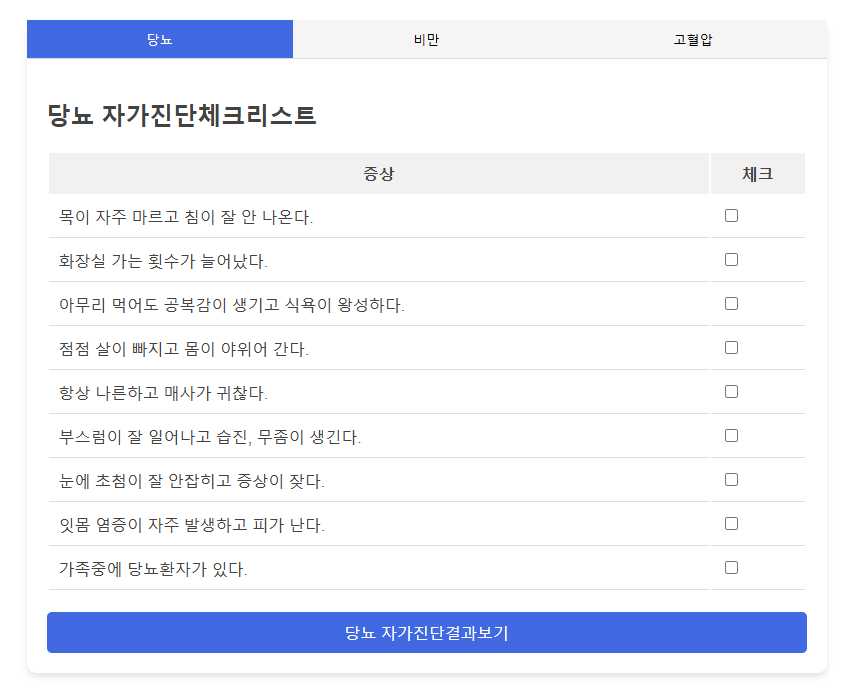 당뇨 비만 고혈압
당뇨 자가진단체크리스트
증상 체크
목이 자주 마르고 침이 잘 안 나온다.
화장실 가는 횟수가 늘어났다.
아무리 먹어도 공복감이 생기고 식욕이 왕성하다.
점점 살이 빠지고 몸이 야위어 간다.
항상 나른하고 매사가 귀찮다.
부스럼이 잘 일어나고 습진, 무좀이 생긴다.
눈에 초첨이 잘 안잡히고 증상이 잦다.
잇몸 염증이 자주 발생하고 피가 난다.
가족중에 당뇨환자가 있다.
당뇨 자가진단결과보기